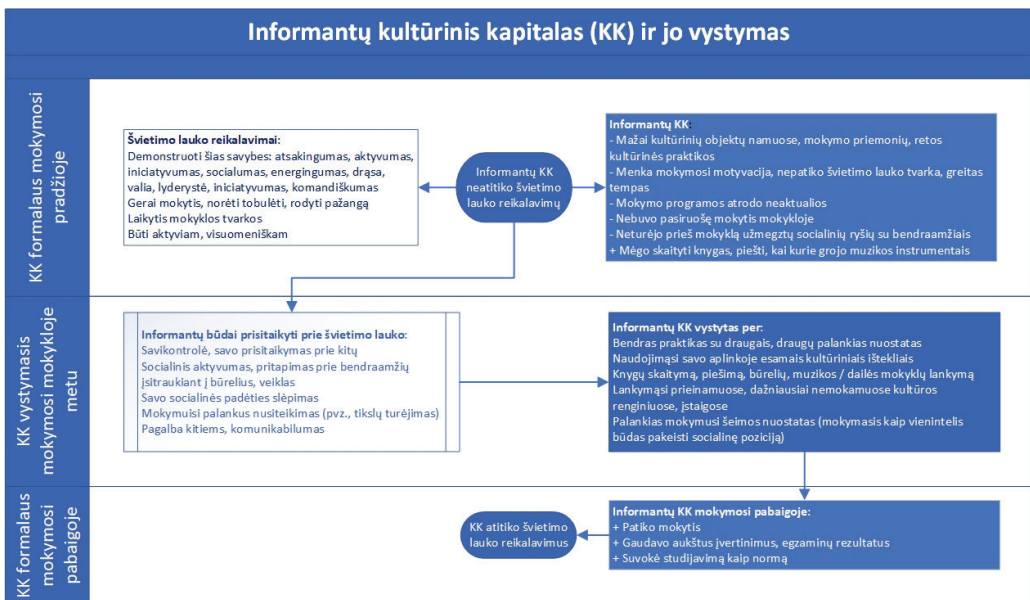 Informantų kultūrinis kapitalas (KK) ir jo vystymas
KK formalaus mokymosi
pradžioje
Švietimo lauko reikalavimai:
Demonstruoti šias savybes: atsakingumas, aktyvumas,
iniciatyvumas, socialumas, energingumas, drąsa,
valia, lyderystė, iniciatyvumas, komandiškumas
Gerai mokytis, norėti tobulėti, rodyti pažangą
Laikytis mokyklos tvarkos
Būti aktyviam, visuomeniškam
Informantų KK
neatitiko švietimo
lauko reikalavimų
Informantų KK:
- Mažai kultūrinių objektų namuose, mokymo priemonių, retos
kultūrinės praktikos
- Menka mokymosi motyvacija, nepatiko švietimo lauko tvarka, greitas
tempas
- Mokymo programos atrodo neaktualios
- Nebuvo pasiruošę mokytis mokykloje
- Neturėjo prieš mokyklą užmegztų socialinių ryšių su bendraamžiais
+ Mėgo skaityti knygas, piešti, kai kurie grojo muzikos instrumentais
KK vystymasis
mokymosi mokykloje
metu
Informantų būdai prisitaikyti prie švietimo lauko:
Savikontrolė, savo prisitaikymas prie kitų
Socialinis aktyvumas, pritapimas prie bendraamžių
įsitraukiant į būrelius, veiklas
Savo socialinės padėties slėpimas
Mokymuisi palankus nusiteikimas (pvz., tikslų turėjimas)
Pagalba kitiems, komunikabilumas
Informantų KK vystytas per:
Bendras praktikas su draugais, draugų palankias nuostatas
Naudojimąsi savo aplinkoje esamais kultūriniais ištekliais
Knygų skaitymą, piešimą, būrelių, muzikos / dailės mokyklų lankymą
Lankymąsi prieinamuose, dažniausiai nemokamuose kultūros
renginiuose, įstaigose
Palankias mokymusi šeimos nuostatas (mokymasis kaip vienintelis
būdas pakeisti socialinę poziciją)
KK formalaus
mokymosi
pabaigoje
KK atitiko švietimo
lauko reikalavimus
Informantų KK mokymosi pabaigoje:
+ Patiko mokytis
+ Gaudavo aukštus įvertinimus, egzaminų rezultatus
+ Suvokė studijavimą kaip normą